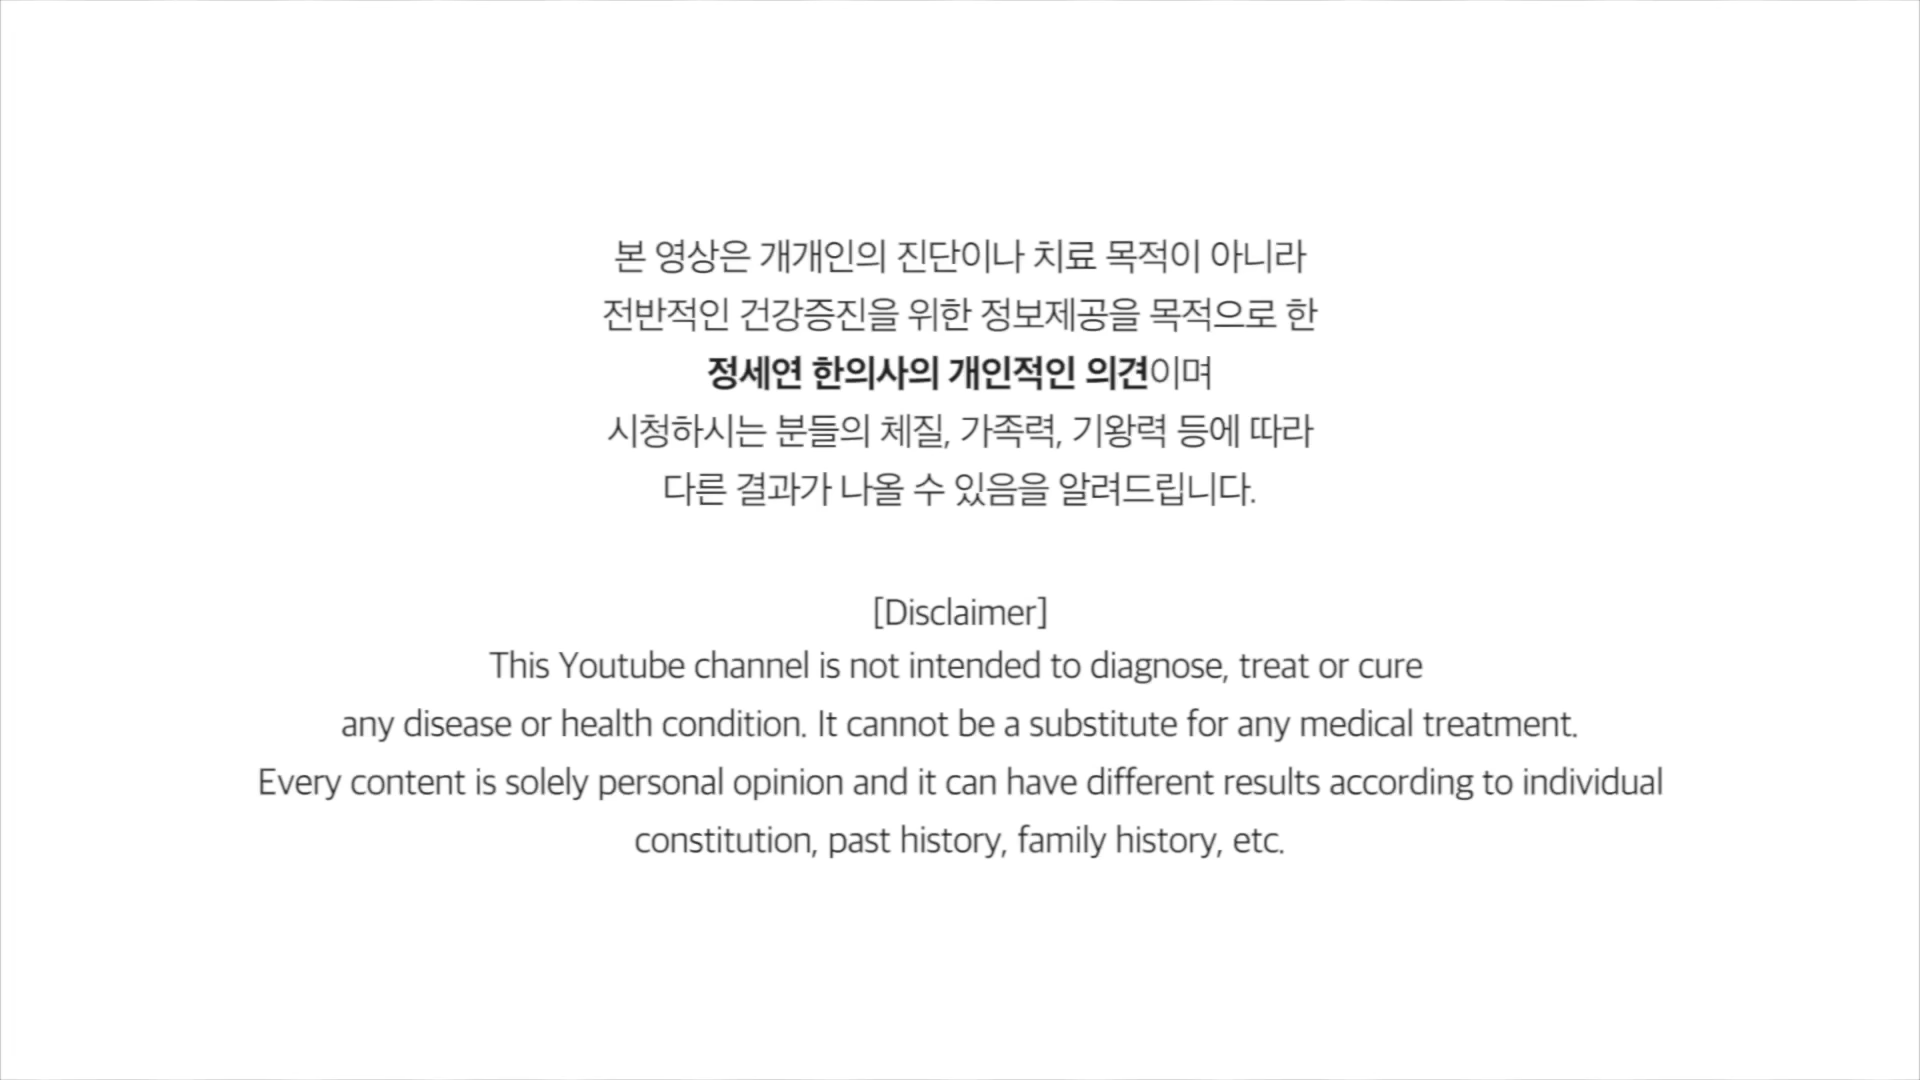 본 영상은 개개인의 진단이나 치료 목적이 아니라
전반적인 건강증진을 위한 정보제공을 목적으로 한
정세연 한의사의 개인적인 의견이며
시청하시는 분들의 체질, 가족력, 기왕력 등에 따라
다른 결과가 나올 수 있음을 알려드립니다.
[Disclaimer]
This Youtube channel is not intended to diagnose, treat or cure
any disease or health condition. It cannot be a substitute for any medical treatment.
Every content is solely personal opinion and it can have different results according to individual
constitution, past history, family history, etc.